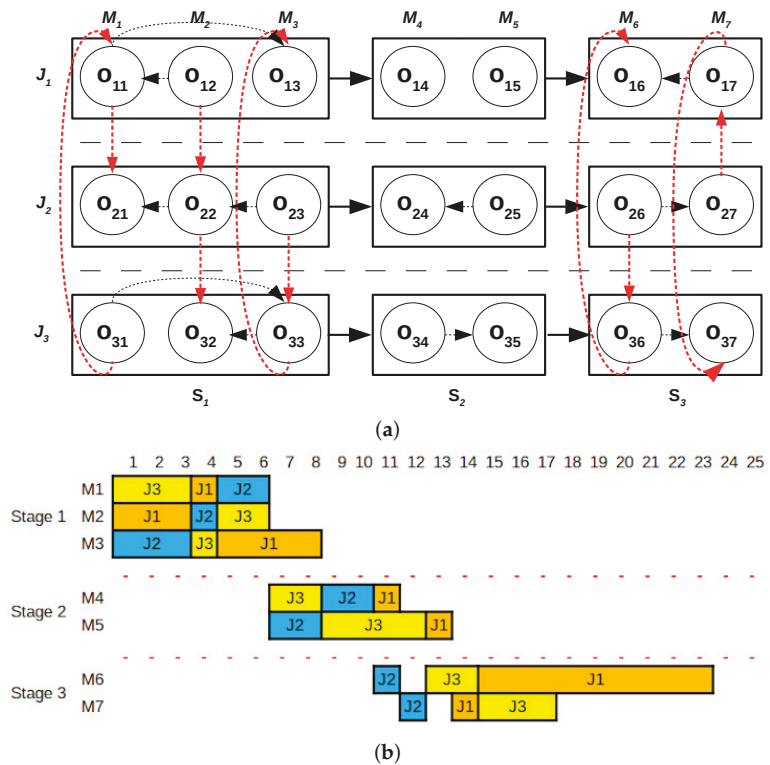 M1 M2 M3 M4 M5 M6 M7
J1 O11 O12 O13 O14 O15 O16 O17
J2 O21 O22 O23 O24 O25 O26 O27
J3 O31 O32 O33 O34 O35 O36 O37
S1 S2 S3
(a)
1 2 3 4 5 6 7 8 9 10 11 12 13 14 15 16 17 18 19 20 21 22 23 24 25
Stage 1
M1 J3 J1 J2
M2 J1 J2 J3
M3 J2 J3 J1
Stage 2
M4 J3 J2 J1
M5 J2 J3 J1
Stage 3
M6 J2 J3 J1
M7 J2 J1 J3
(b)